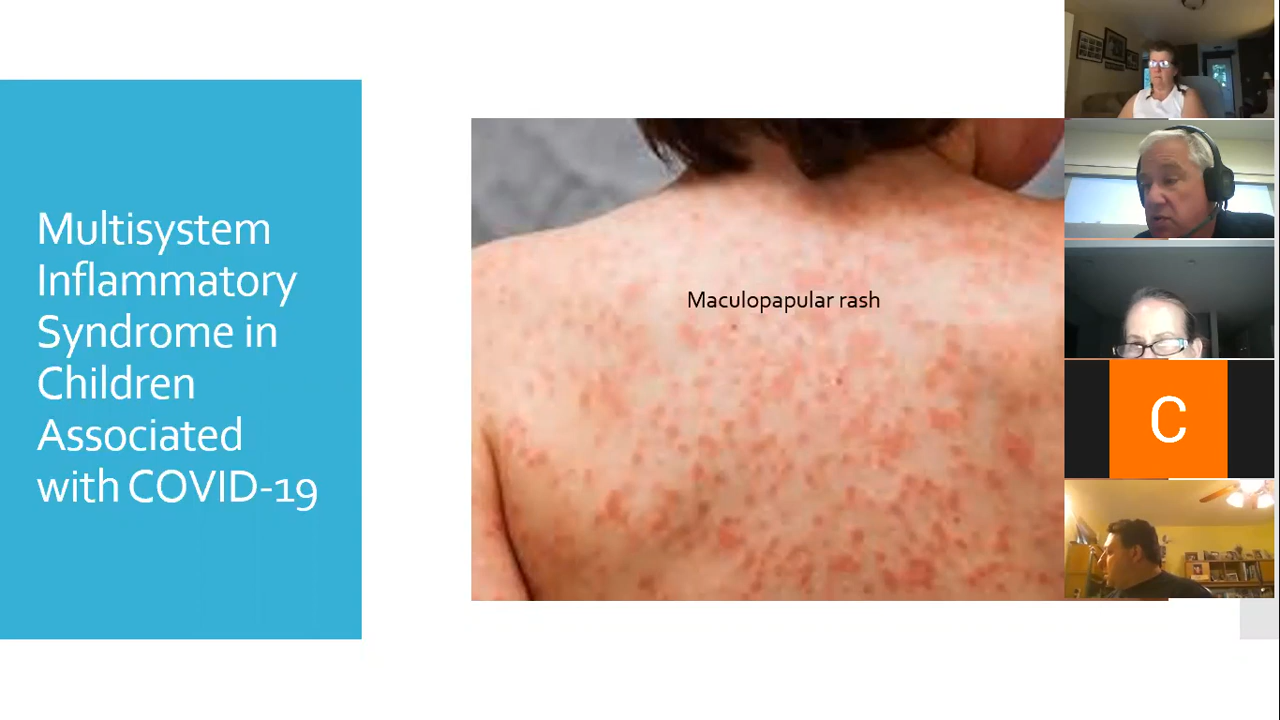 Multisystem
Inflammatory
Syndrome in
Children
Associated
with COVID-19
Maculopapular rash
C